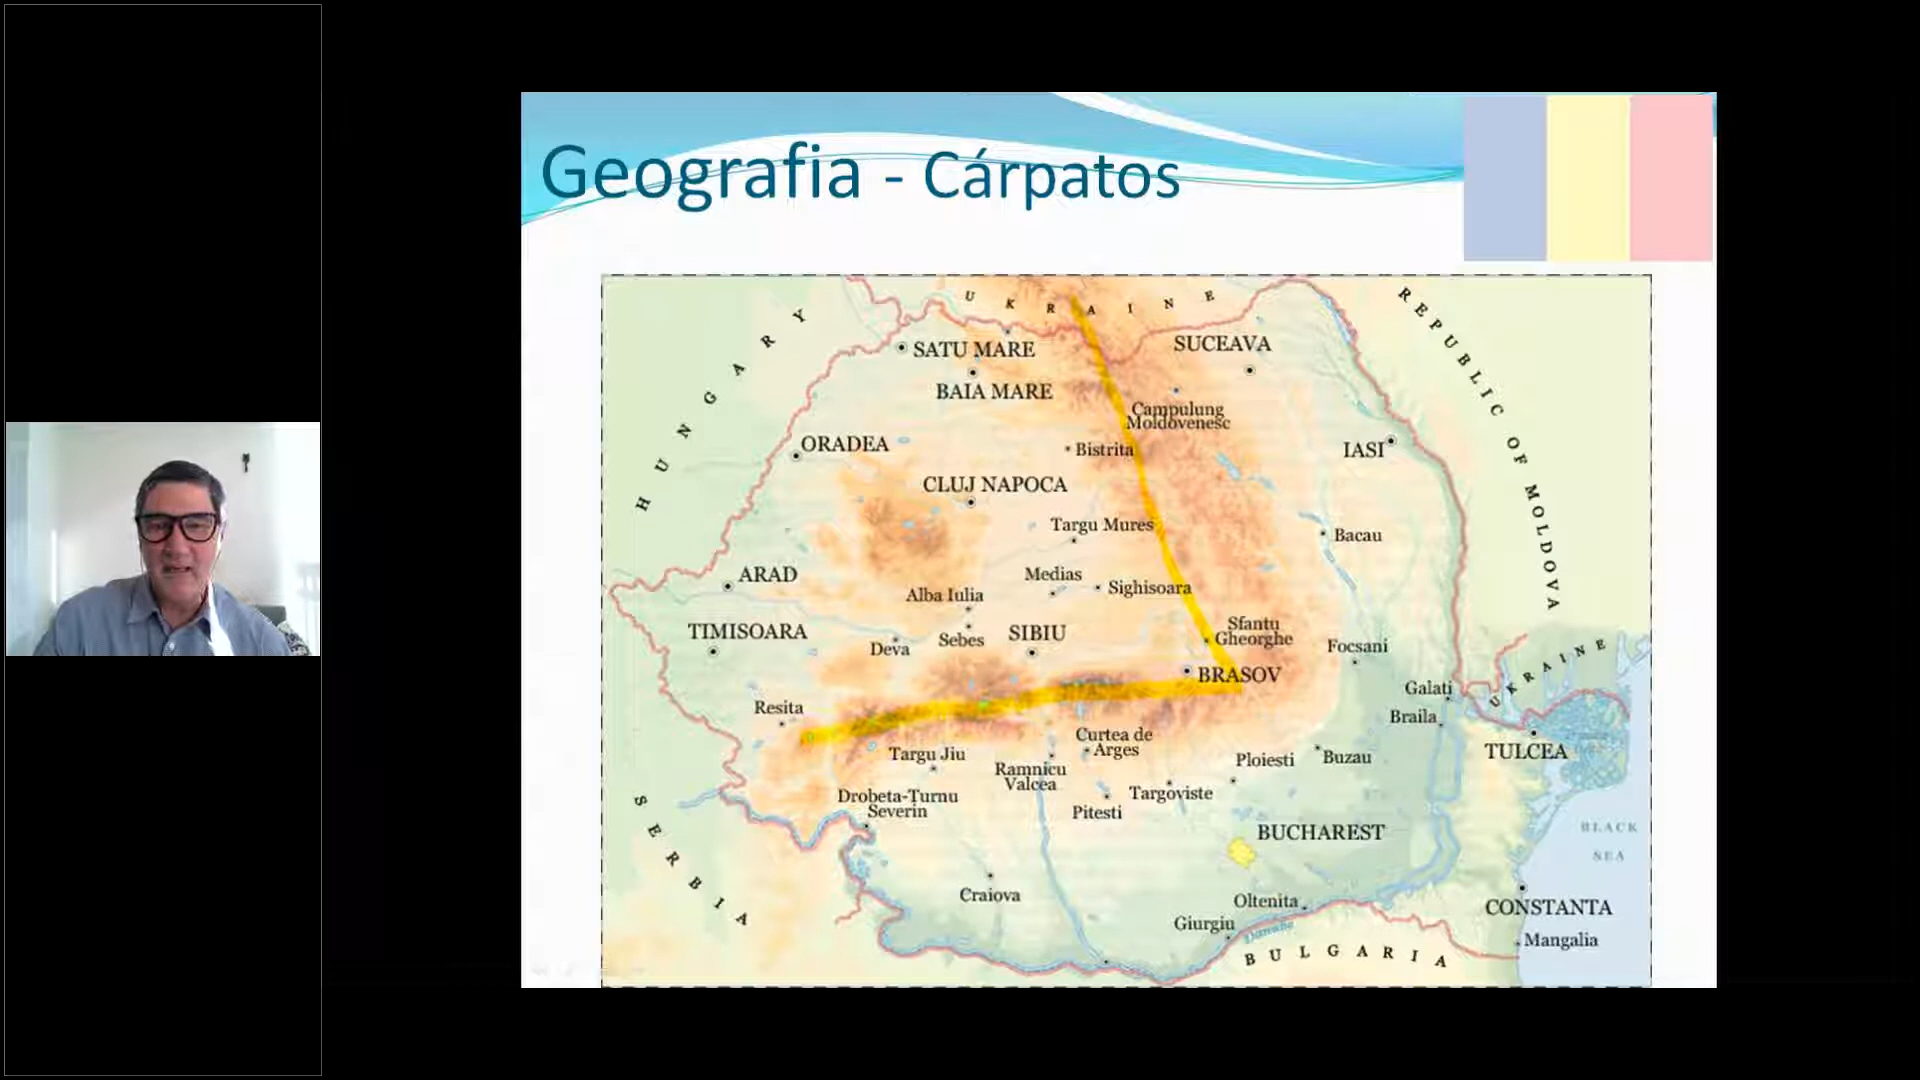 Geografia - Cárpatos
UKRAINE
REPUBLIC OF MOLDOVA
HUNGARY
SUCEAVA
SATU MARE
BAIA MARE
Campulung
Moldovenesc
ORADEA
Bistrita
IASI
CLUJ NAPOCA
Targu Mures
Bacau
ARAD
Medias
Sighisoara
Alba Iulia
TIMISOARA
Sebes
SIBIU
Sfantu
Gheorghe
Deva
Focsani
UKRAINE
BRASOV
Galati
Resita
Braila
Curtea de
Arges
TULCEA
Targu Jiu
Ramnicu
Valcea
Ploiesti
Buzau
Drobeta-Turnu
Severin
Targoviste
Pitesti
SERBIA
BUCHAREST
BLACK
SEA
Craiova
Oltenita
CONSTANTA
Giurgiu
Danube
Mangalia
BULGARIA